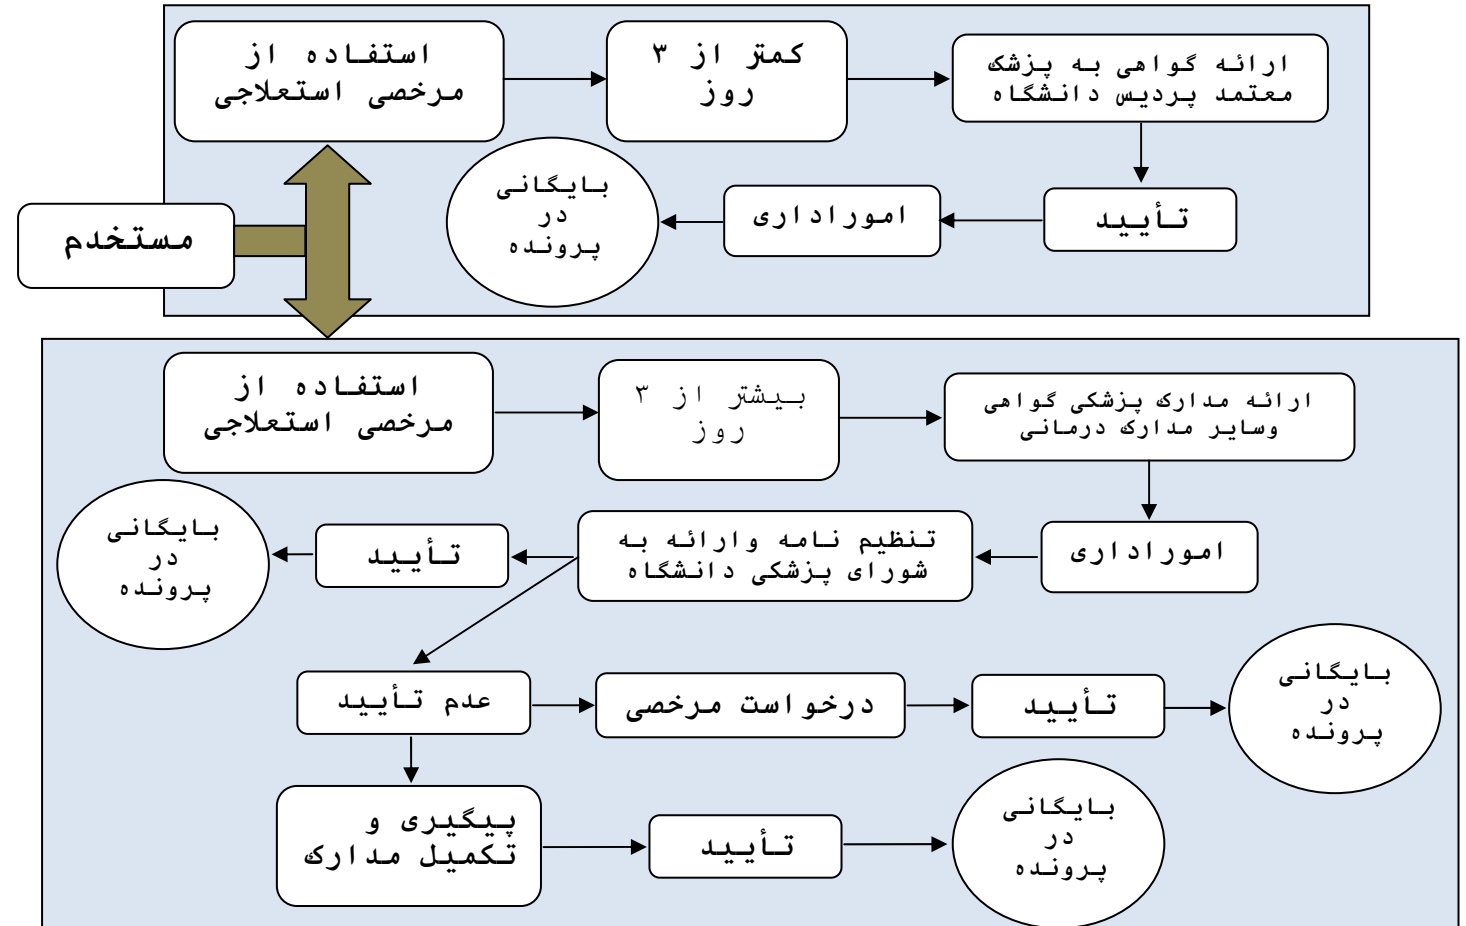 استفاده از
مرخصی استعلاجی
کمتر از ۳
روز
ارائه گواهی به پزشک
معتمد پردیس دانشگاه
تأیید
اموراداری
بایگانی
در
پرونده
مستخدم
استفاده از
مرخصی استعلاجی
بیشتر از ۳
روز
ارائه مدارک پزشکی گواهی
وسایر مدارک درمانی
اموراداری
تنظیم نامه وارائه به
شورای پزشکی دانشگاه
تأیید
بایگانی
در
پرونده
عدم تأیید
درخواست مرخصی
تأیید
بایگانی
در
پرونده
پیگیری و
تکمیل مدارک
تأیید
بایگانی
در
پرونده